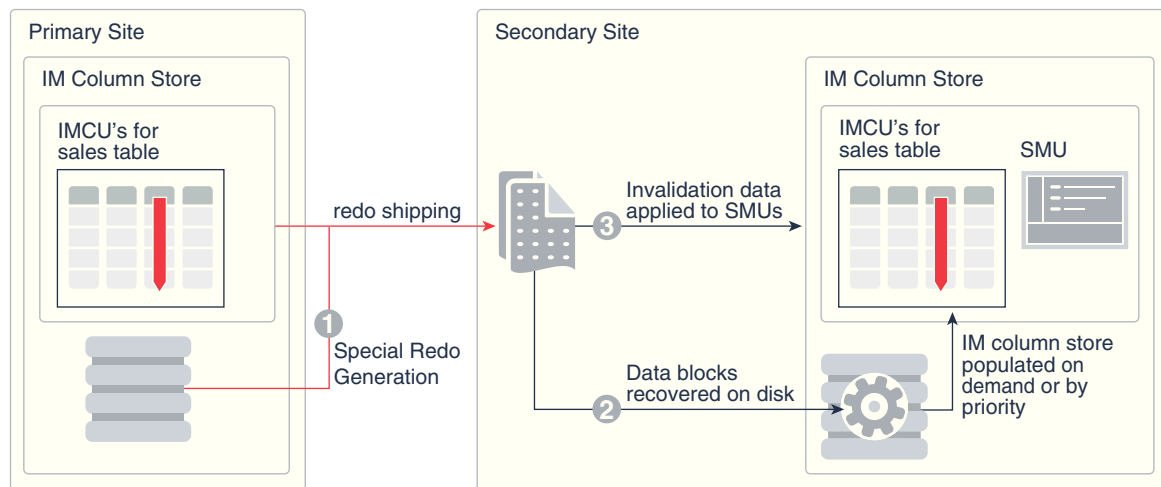 Primary Site
IM Column Store
IMCU's for
sales table
redo shipping
1
Special Redo
Generation
Secondary Site
3
Invalidation data
applied to SMUs
2
Data blocks
recovered on disk
IM Column Store
IMCU's for
sales table
SMU
IM column store
populated on
demand or by
priority